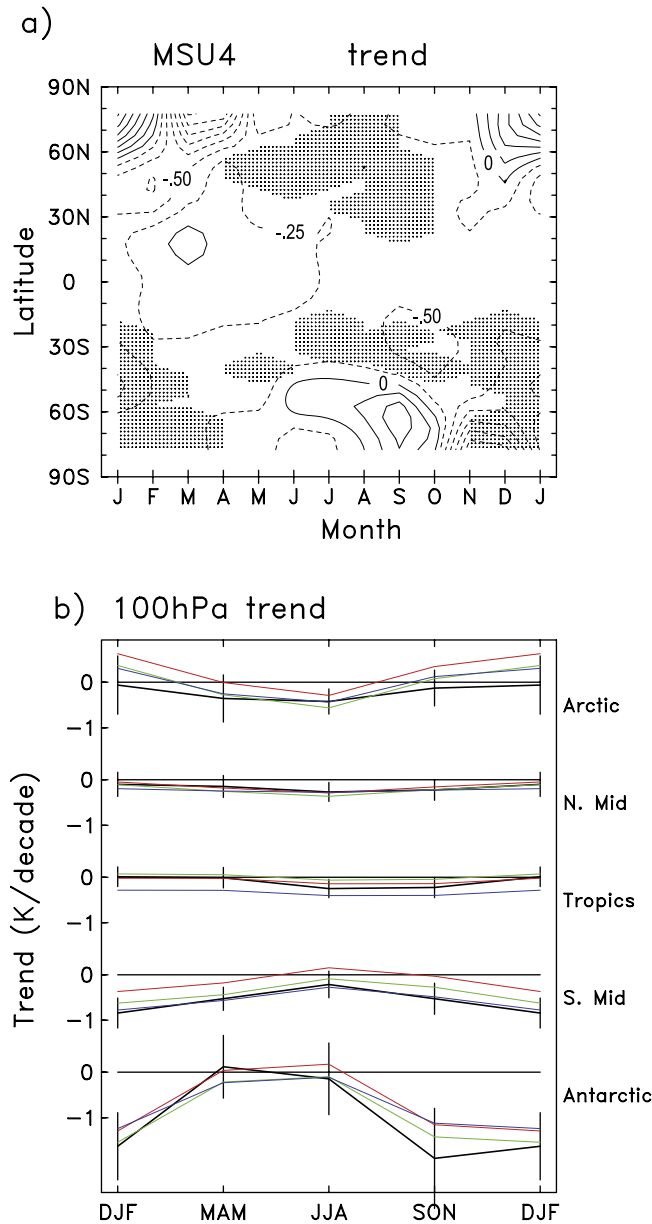 a)
MSU4 trend
90N
60N
30N
0
30S
60S
90S
Latitude
-.50
0
-.25
-.50
0
J F M A M J J A S O N D J
Month
b) 100hPa trend
0
-1
Arctic
0
-1
N. Mid
0
-1
Tropics
0
-1
S. Mid
0
-1
Antarctic
Trend (K/decade)
DJF MAM JJA SON DJF